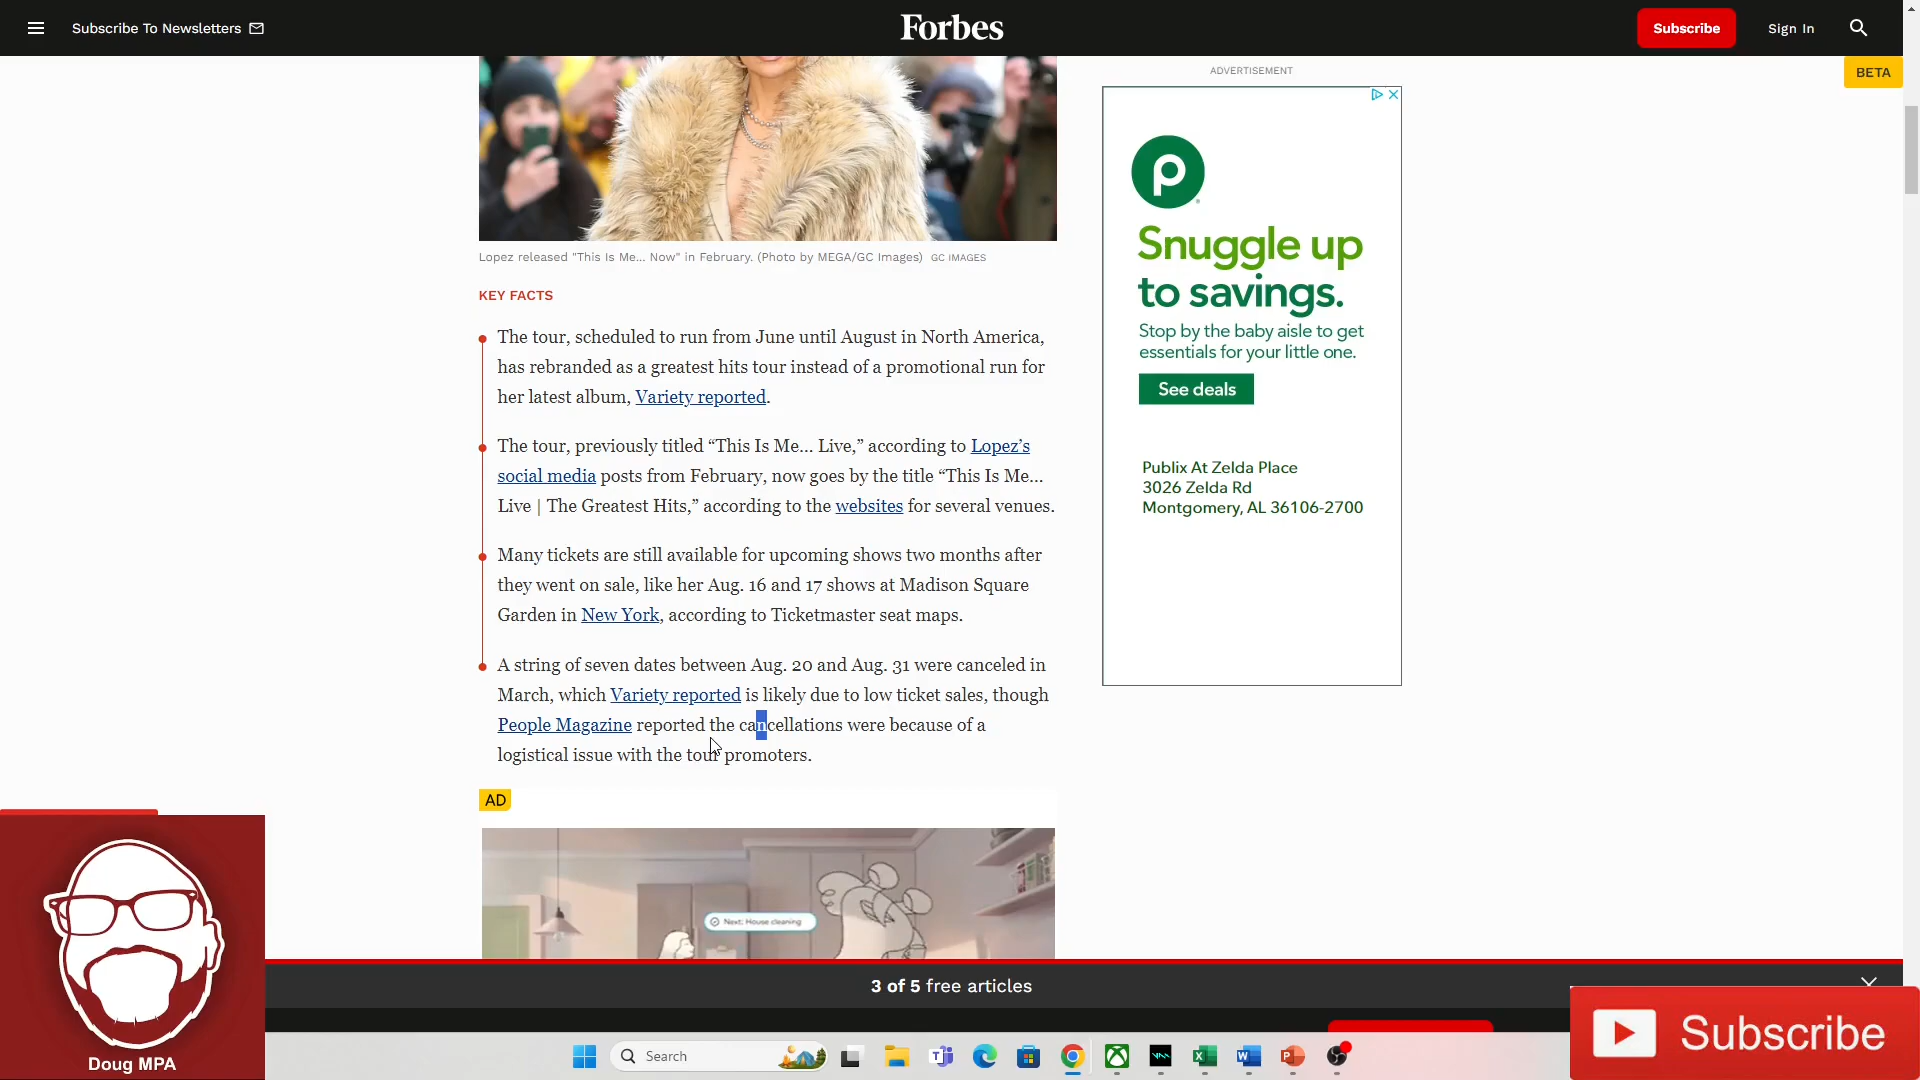 Subscribe To Newsletters
Forbes
Subscribe
Sign In
BETA
ADVERTISEMENT
Lopez released "This Is Me... Now" in February. (Photo by MEGA/GC Images) GC IMAGES
KEY FACTS
The tour, scheduled to run from June until August in North America,
has rebranded as a greatest hits tour instead of a promotional run for
her latest album, Variety reported.
The tour, previously titled “This Is Me... Live,” according to Lopez’s
social media posts from February, now goes by the title “This Is Me...
Live | The Greatest Hits,” according to the websites for several venues.
Many tickets are still available for upcoming shows two months after
they went on sale, like her Aug. 16 and 17 shows at Madison Square
Garden in New York, according to Ticketmaster seat maps.
A string of seven dates between Aug. 20 and Aug. 31 were canceled in
March, which Variety reported is likely due to low ticket sales, though
People Magazine reported the cancellations were because of a
logistical issue with the tour promoters.
P
Snuggle up
to savings.
Stop by the baby aisle to get
essentials for your little one.
See deals
Publix At Zelda Place
3026 Zelda Rd
Montgomery, AL 36106-2700
AD
Next: House cleaning
3 of 5 free articles
Doug MPA
Search
Subscribe